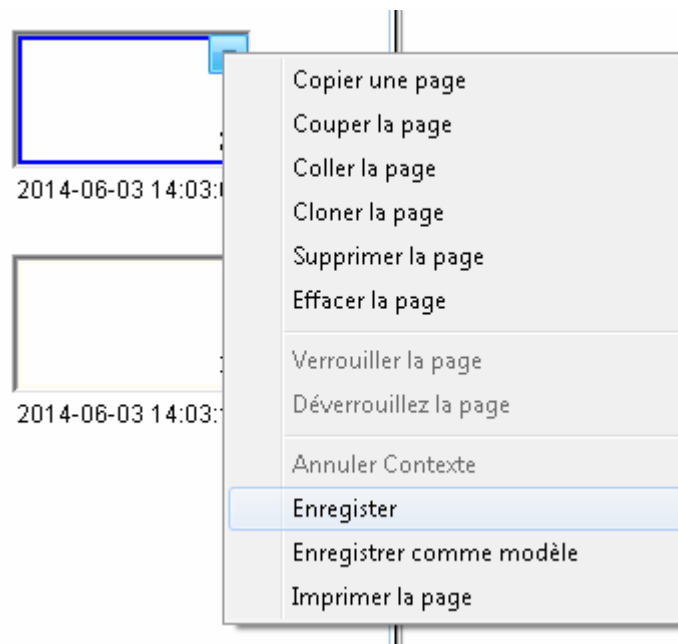 Copier une page
Couper la page
Coller la page
2014-06-03 14:03:
Cloner la page
Supprimer la page
Effacer la page
Verrouiller la page
Déverrouillez la page
2014-06-03 14:03:
Annuler Contexte
Enregister
Enregistrer comme modèle
Imprimer la page